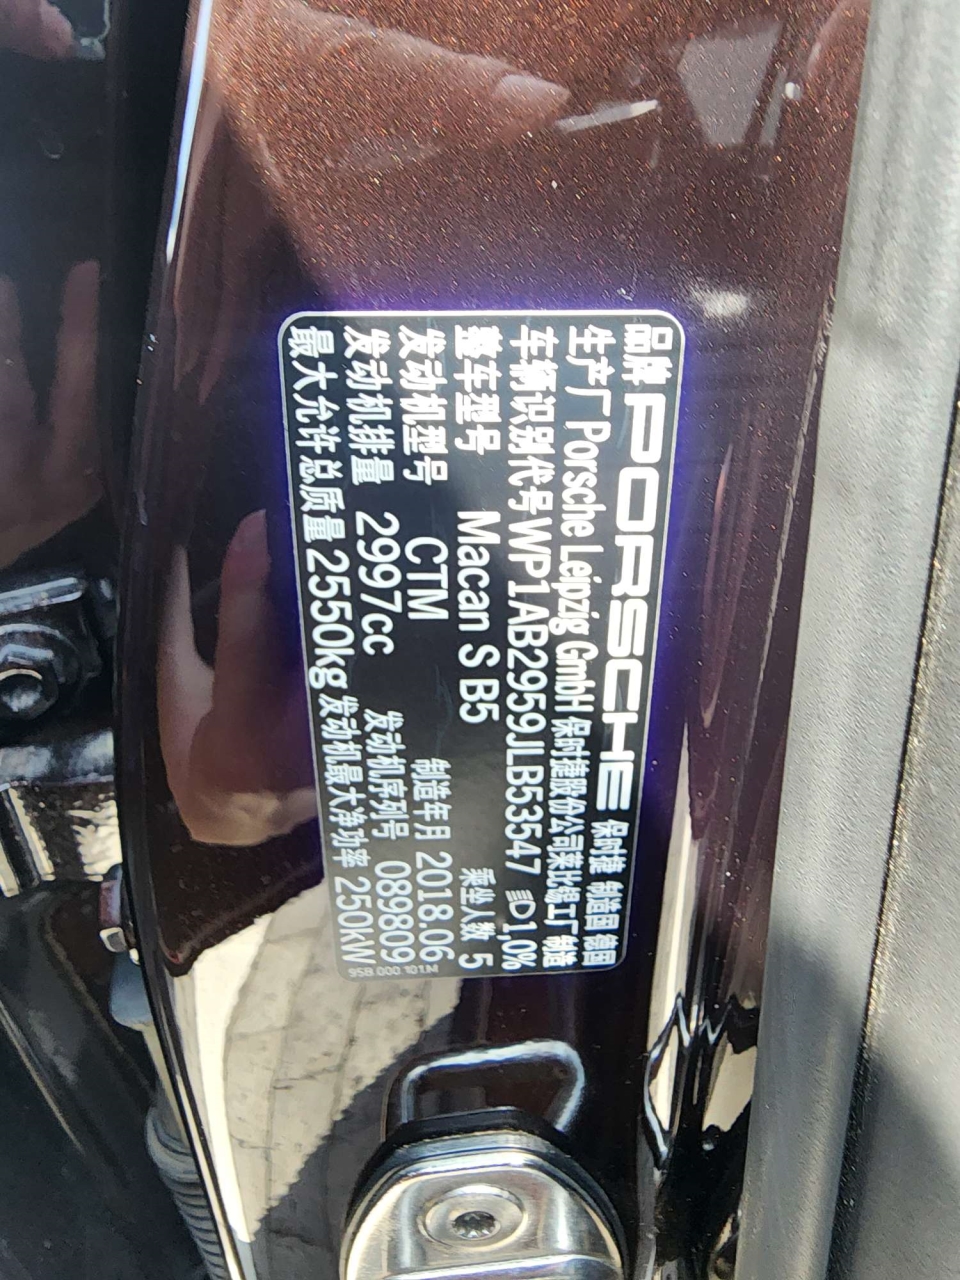 品牌 PORSCHE 保时捷 制造国 德国
生产厂 Porsche Leipzig GmbH 保时捷股份公司莱比锡工厂 制造
车辆识别代号 WP1AB2959JLB53547 1,0%
整车型号 Macan S B5 乘坐人数 5
发动机型号 CTM 制造年月 2018.06
发动机排量 2997cc 发动机序列号 089809
最大允许总质量 2550kg 发动机最大净功率 250kW
95B.000.101.M